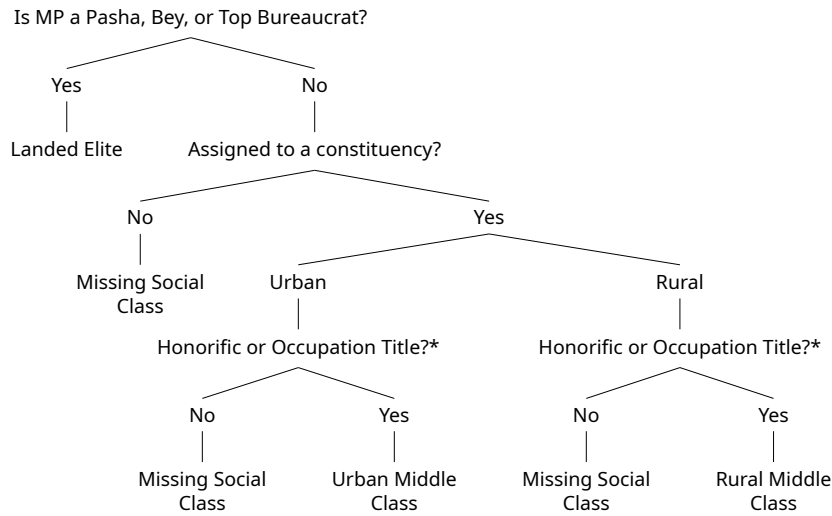 Is MP a Pasha, Bey, or Top Bureaucrat?
Yes
No
Landed Elite
Assigned to a constituency?
No
Yes
Missing Social
Class
Urban
Rural
Honorific or Occupation Title?*
Honorific or Occupation Title?*
No
Yes
No
Yes
Missing Social
Class
Urban Middle
Class
Missing Social
Class
Rural Middle
Class